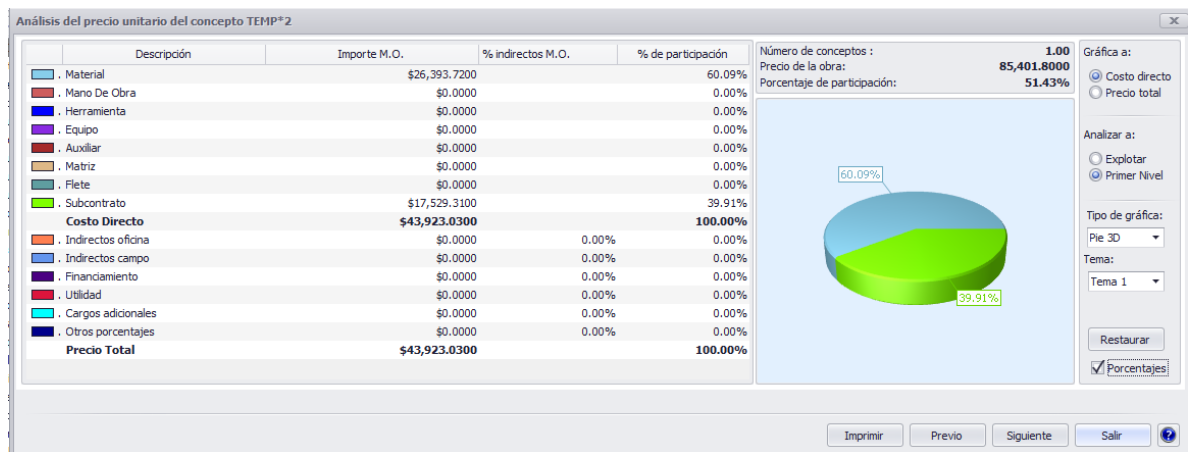 Análisis del precio unitario del concepto TEMP*2
Descripción Importe M.O. % indirectos M.O. % de participación
. Material $26,393.7200 60.09%
. Mano De Obra $0.0000 0.00%
. Herramienta $0.0000 0.00%
. Equipo $0.0000 0.00%
. Auxiliar $0.0000 0.00%
. Matriz $0.0000 0.00%
. Flete $0.0000 0.00%
. Subcontrato $17,529.3100 39.91%
Costo Directo $43,923.0300 100.00%
. Indirectos oficina $0.0000 0.00% 0.00%
. Indirectos campo $0.0000 0.00% 0.00%
. Financiamiento $0.0000 0.00% 0.00%
. Utilidad $0.0000 0.00% 0.00%
. Cargos adicionales $0.0000 0.00% 0.00%
. Otros porcentajes $0.0000 0.00% 0.00%
Precio Total $43,923.0300 100.00%
Número de conceptos : 1.00
Precio de la obra: 85,401.8000
Porcentaje de participación: 51.43%
60.09%
39.91%
Gráfica a:
Costo directo
Precio total
Analizar a:
Explotar
Primer Nivel
Tipo de gráfica:
Pie 3D
Tema:
Tema 1
Restaurar
Porcentajes
Imprimir Previo Siguiente Salir ?